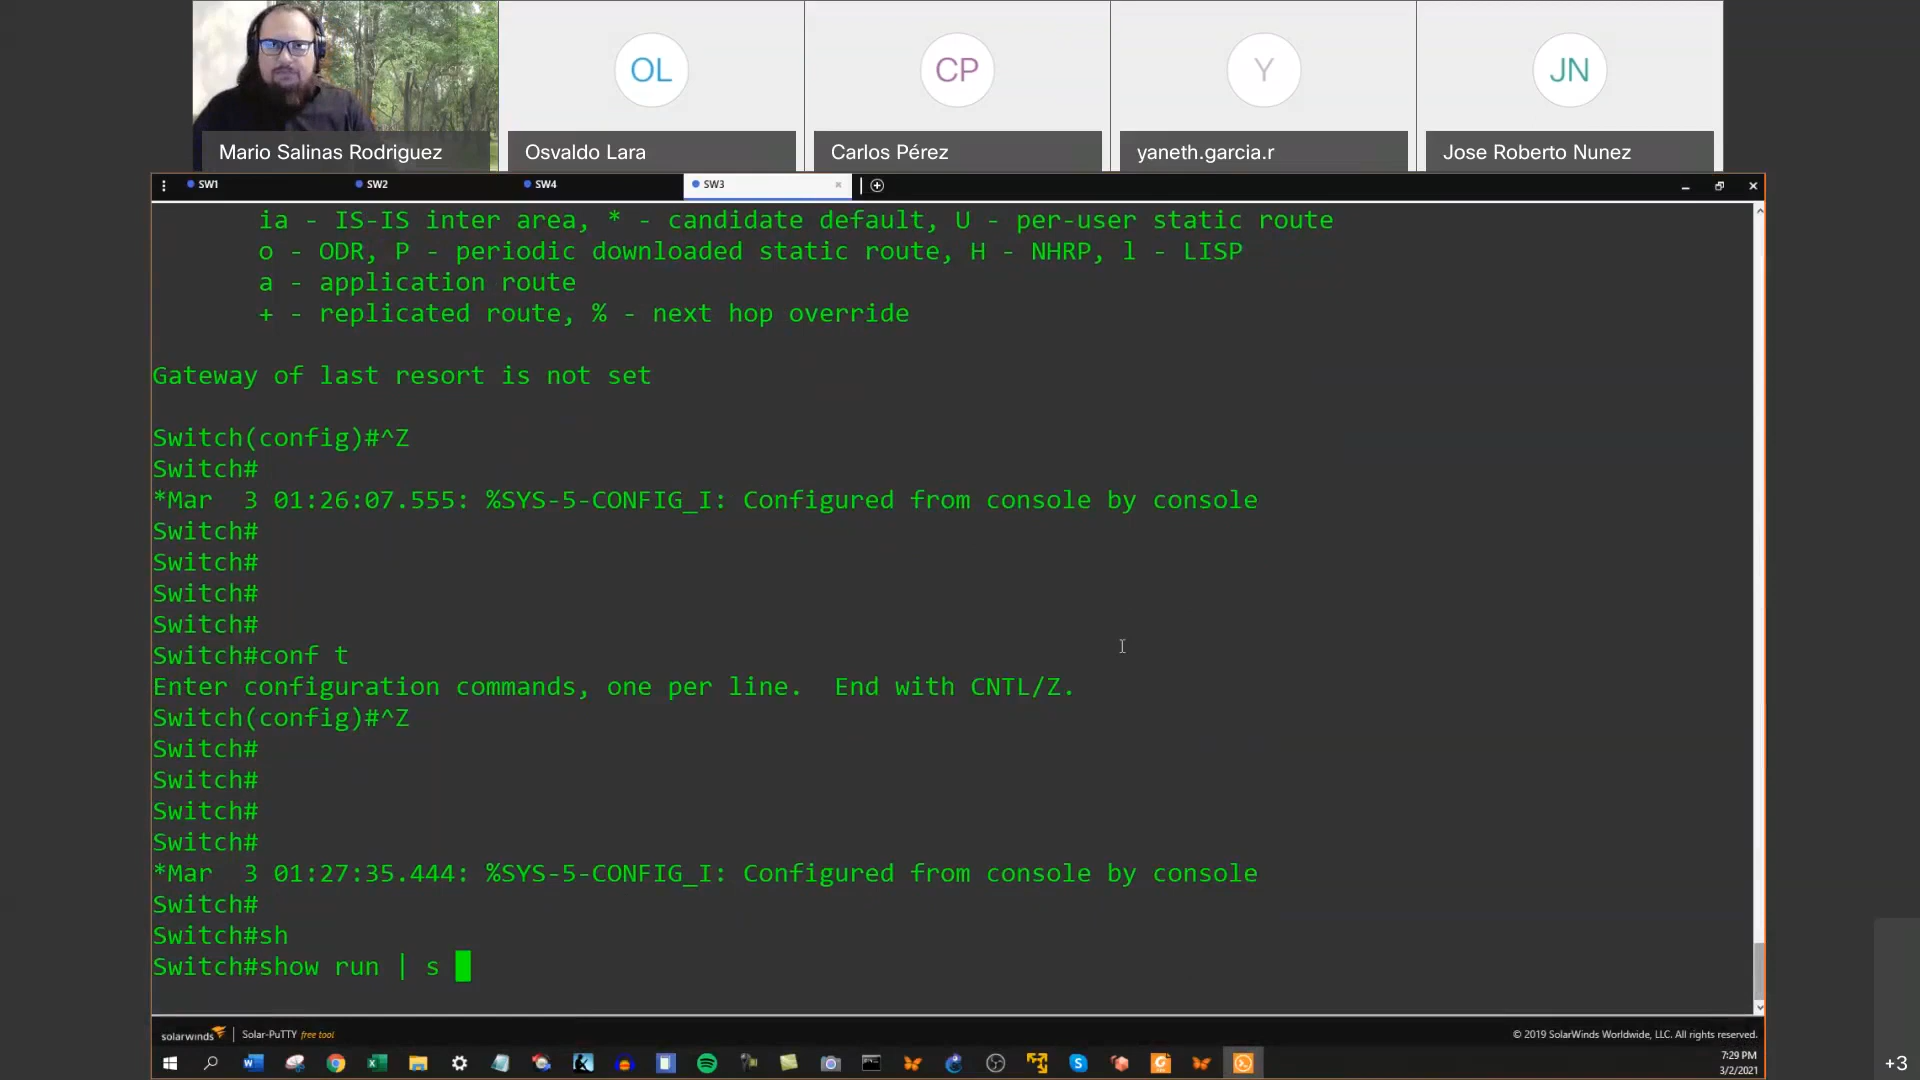 OL
CP
Y
JN
Mario Salinas Rodriguez
Osvaldo Lara
Carlos Pérez
yaneth.garcia.r
Jose Roberto Nunez
SW1
SW2
SW4
SW3
ia - IS-IS inter area, * - candidate default, U - per-user static route
o - ODR, P - periodic downloaded static route, H - NHRP, l - LISP
a - application route
+ - replicated route, % - next hop override
Gateway of last resort is not set
Switch(config)#^Z
Switch#
*Mar  3 01:26:07.555: %SYS-5-CONFIG_I: Configured from console by console
Switch#
Switch#
Switch#
Switch#
Switch#conf t
Enter configuration commands, one per line.  End with CNTL/Z.
Switch(config)#^Z
Switch#
Switch#
Switch#
Switch#
*Mar  3 01:27:35.444: %SYS-5-CONFIG_I: Configured from console by console
Switch#
Switch#sh
Switch#show run | s
solarwinds | Solar-PuTTY free tool
© 2019 SolarWinds Worldwide, LLC. All rights reserved.
7:29 PM
3/2/2021
+3